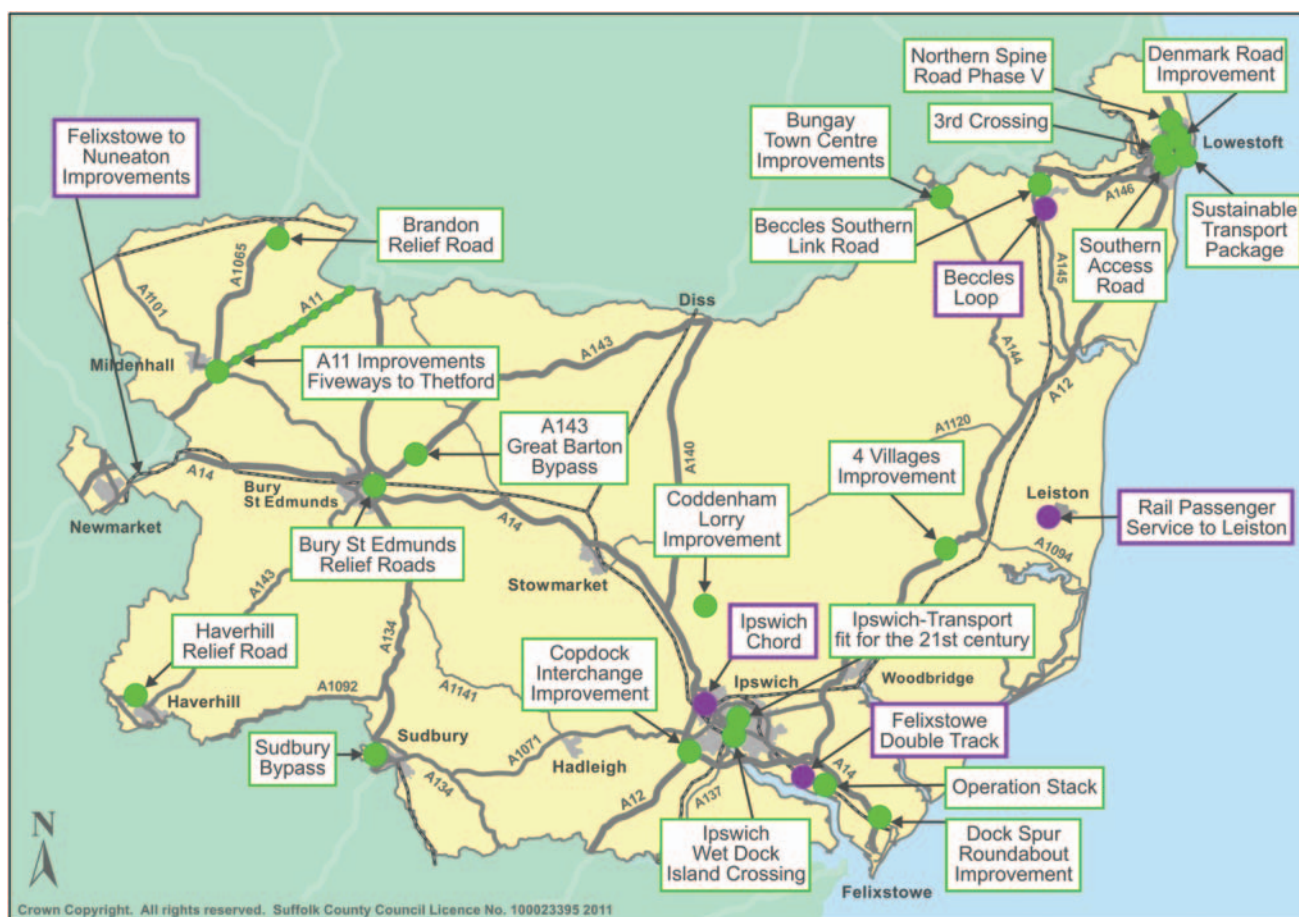 Northern Spine
Road Phase V
Denmark Road
Improvement
3rd Crossing
Bungay
Town Centre
Improvements
Lowestoft
Felixstowe to
Nuneaton
Improvements
A146
Beccles Southern
Link Road
Sustainable
Transport
Package
Southern
Access
Road
Brandon
Relief Road
Beccles
Loop
A1065
A1101
A11
A145
Diss
Mildenhall
A11 Improvements
Fiveways to Thetford
A143
A144
A12
A143
Great Barton
Bypass
A140
A1120
4 Villages
Improvement
A14
Bury
St Edmunds
Newmarket
Coddenham
Lorry
Improvement
Leiston
Rail Passenger
Service to Leiston
A14
Bury St Edmunds
Relief Roads
A1094
Stowmarket
A143
Haverhill
Relief Road
A134
Ipswich
Chord
Ipswich-Transport
fit for the 21st century
Copdock
Interchange
Improvement
Ipswich
Woodbridge
A1092
A1141
Haverhill
Sudbury
Bypass
Sudbury
A1071
Hadleigh
Felixstowe
Double Track
A134
A12
A137
A14
Operation Stack
Ipswich
Wet Dock
Island Crossing
Dock Spur
Roundabout
Improvement
Felixstowe
N
Crown Copyright. All rights reserved. Suffolk County Council Licence No. 100023395 2011